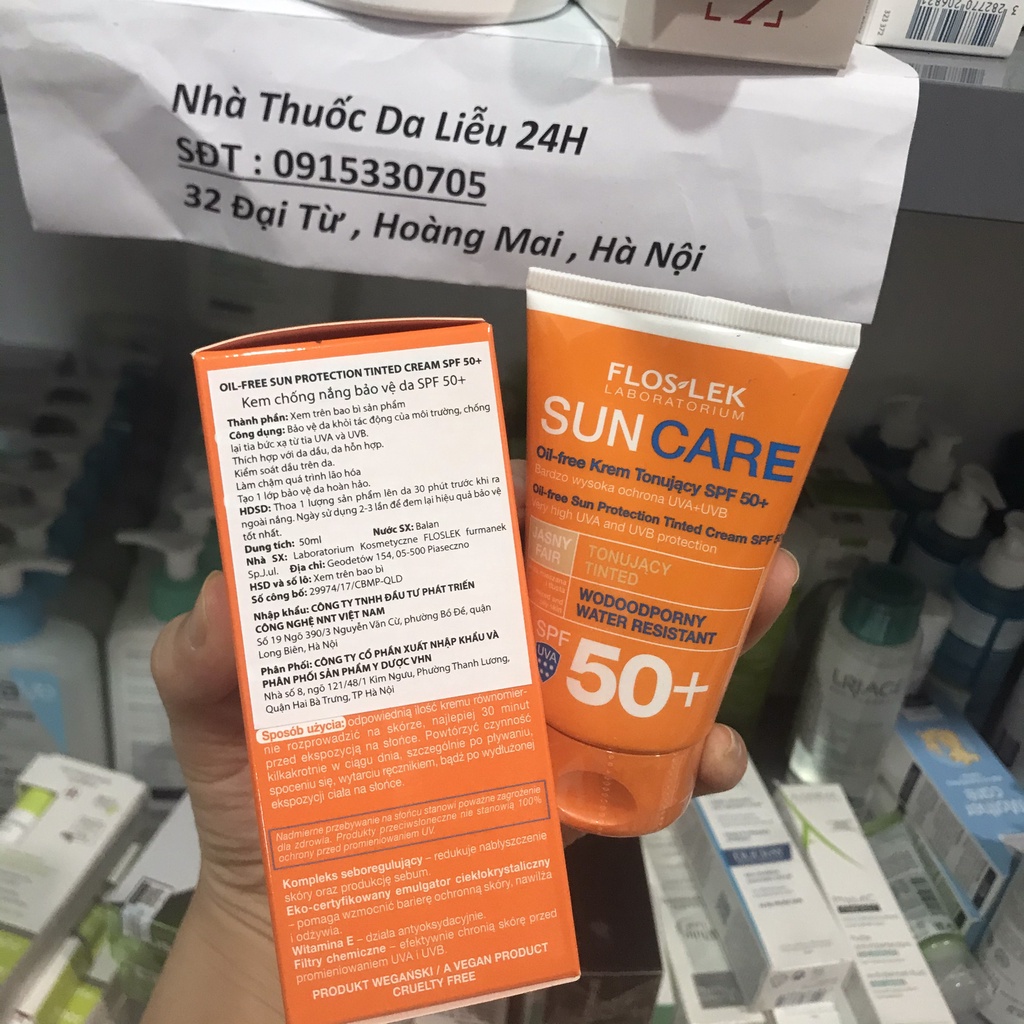 Nhà Thuốc Da Liễu 24H
SĐT : 0915330705
32 Đại Từ , Hoàng Mai , Hà Nội
OIL-FREE SUN PROTECTION TINTED CREAM SPF 50+
Kem chống nắng bảo vệ da SPF 50+
Thành phần: Xem trên bao bì sản phẩm
Công dụng: Bảo vệ da khỏi tác động của môi trường, chống
lại tia bức xạ từ tia UVA và UVB.
Thích hợp với da dầu, da hỗn hợp.
Kiểm soát dầu trên da.
Làm chậm quá trình lão hóa
Tạo 1 lớp bảo vệ da hoàn hảo.
HDSD: Thoa 1 lượng sản phẩm lên da 30 phút trước khi ra
ngoài nắng. Ngày sử dụng 2-3 lần để đem lại hiệu quả bảo vệ
tốt nhất.
Dung tích: 50ml Nước SX: Balan
Nhà SX: Laboratorium Kosmetyczne FLOSLEK furmanek
Sp.J.ul. Địa chỉ: Geodetów 154, 05-500 Piaseczno
HSD và số lô: Xem trên bao bì
Số công bố: 29974/17/CBMP-QLD
Nhập khẩu: CÔNG TY TNHH ĐẦU TƯ PHÁT TRIỂN
CÔNG NGHỆ NNT VIỆT NAM
Số 19 Ngõ 390/3 Nguyễn Văn Cừ, phường Bồ Đề, quận
Long Biên, Hà Nội
Phân Phối: CÔNG TY CỔ PHẦN XUẤT NHẬP KHẨU VÀ
PHÂN PHỐI SẢN PHẨM Y DƯỢC VHN
Nhà số 8, ngõ 121/48/1 Kim Ngưu, Phường Thanh Lương,
Quận Hai Bà Trưng, TP Hà Nội
Sposób użycia: odpowiednią ilość kremu równomier-
nie rozprowadzić na skórze, najlepiej 30 minut
przed ekspozycją na słońce. Powtórzyć czynność
kilkakrotnie w ciągu dnia, szczególnie po pływaniu,
spoceniu się, wytarciu ręcznikiem, bądź po wydłużonej
ekspozycji ciała na słońce.
Nadmierne przebywanie na słońcu stanowi poważne zagrożenie
dla zdrowia. Produkty przeciwsłoneczne nie stanowią 100%
ochrony przed promieniowaniem UV.
Kompleks seboregulujący – redukuje nabłyszczenie
skóry oraz produkcję sebum.
Eko-certyfikowany emulgator ciekłokrystaliczny
– pomaga wzmocnić barierę ochronną skóry, nawilża
i odżywia.
Witamina E – działa antyoksydacyjnie.
Filtry chemiczne – efektywnie chronią skórę przed
promieniowaniem UVA i UVB.
PRODUKT WEGAŃSKI / A VEGAN PRODUCT
CRUELTY FREE
FLOS-LEK
LABORATORIUM
SUN CARE
Oil-free Krem Tonujący SPF 50+
Bardzo wysoka ochrona UVA+UVB
Oil-free Sun Protection Tinted Cream SPF
Very high UVA and UVB protection
JASNY
FAIR
TONUJĄCY
TINTED
WODOODPORNY
WATER RESISTANT
SPF
50+
UVA
URIAGE